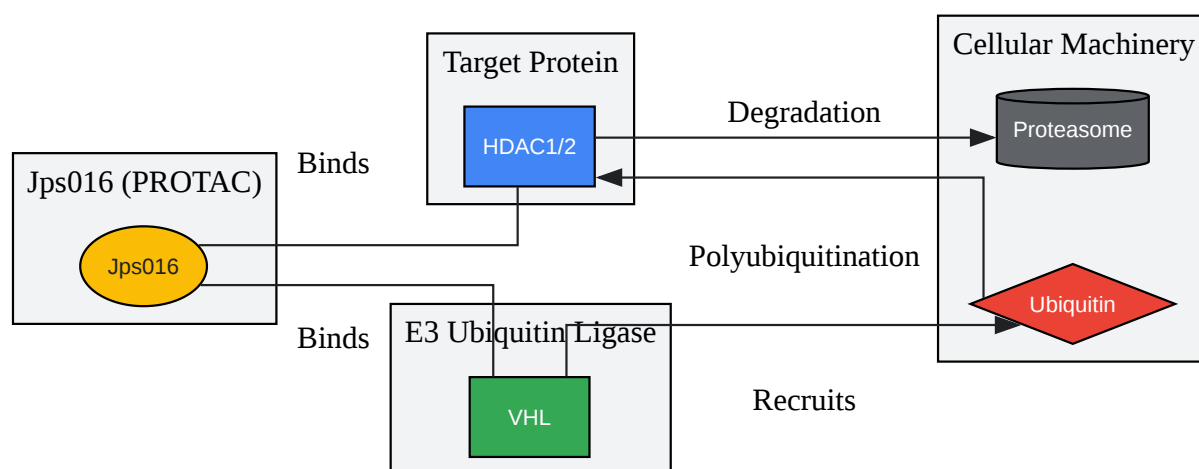 Target Protein
Cellular Machinery
HDAC1/2
Degradation
Proteasome
Binds
Jps016 (PROTAC)
Jps016
Polyubiquitination
Ubiquitin
Binds
E3 Ubiquitin Ligase
Recruits
VHL